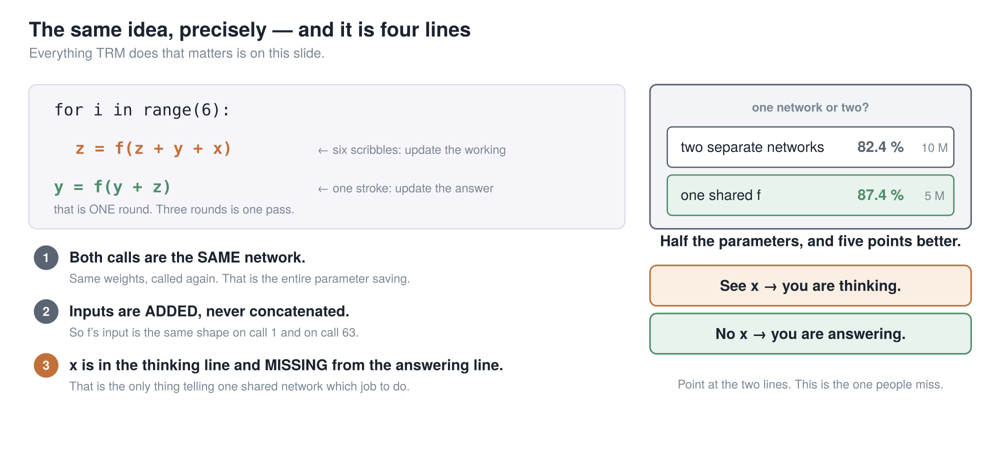 The same idea, precisely — and it is four lines
Everything TRM does that matters is on this slide.
for i in range(6):
z = f(z + y + x)
← six scribbles: update the working
y = f(y + z)
← one stroke: update the answer
that is ONE round. Three rounds is one pass.
one network or two?
two separate networks 82.4 % 10 M
one shared f 87.4 % 5 M
Half the parameters, and five points better.
1 Both calls are the SAME network.
Same weights, called again. That is the entire parameter saving.
2 Inputs are ADDED, never concatenated.
So f’s input is the same shape on call 1 and on call 63.
3 x is in the thinking line and MISSING from the answering line.
That is the only thing telling one shared network which job to do.
See x → you are thinking.
No x → you are answering.
Point at the two lines. This is the one people miss.